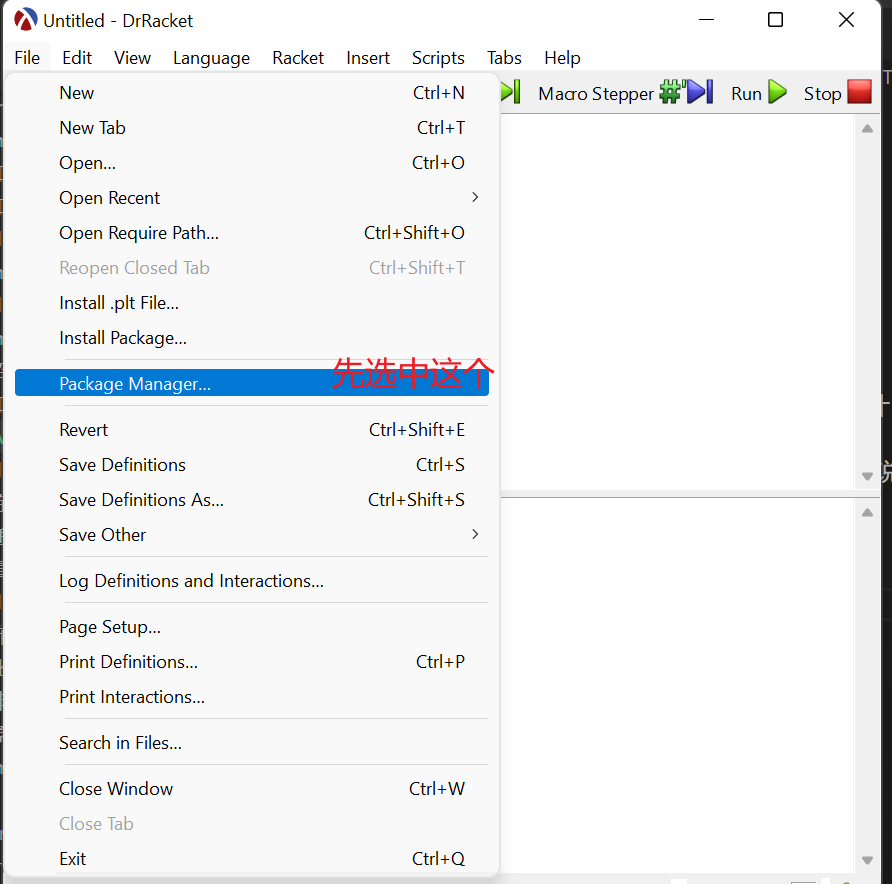 Untitled - DrRacket
File Edit View Language Racket Insert Scripts Tabs Help
Macro Stepper Run Stop
New Ctrl+N
New Tab Ctrl+T
Open... Ctrl+O
Open Recent
Open Require Path... Ctrl+Shift+O
Reopen Closed Tab Ctrl+Shift+T
Install .plt File...
Install Package...
先选中这个
Package Manager...
Revert Ctrl+Shift+E
Save Definitions Ctrl+S
Save Definitions As... Ctrl+Shift+S
Save Other
Log Definitions and Interactions...
Page Setup...
Print Definitions... Ctrl+P
Print Interactions...
Search in Files...
Close Window Ctrl+W
Close Tab
Exit Ctrl+Q